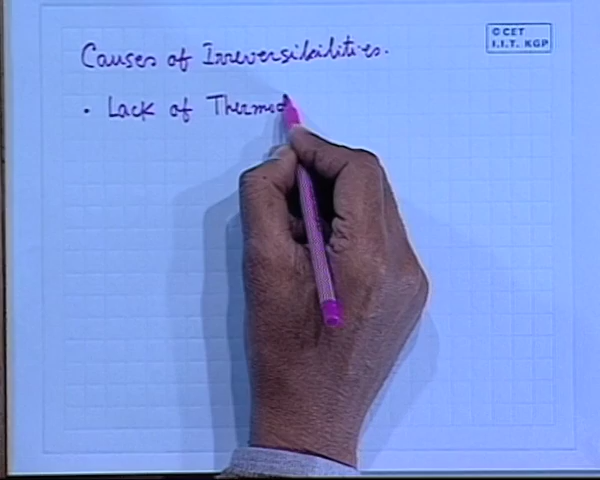 Causes of Irreversibilities.
© CET
I.I.T. KGP
• Lack of Thermo